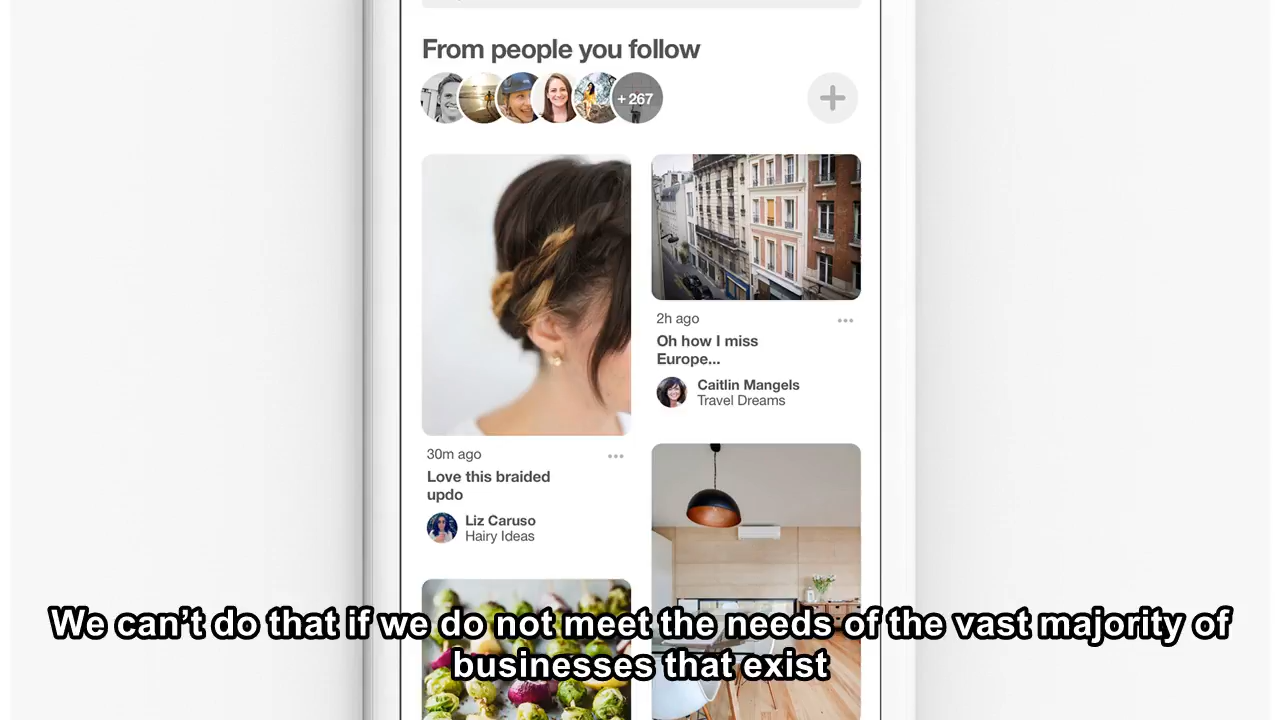 From people you follow
+267
2h ago
Oh how I miss
Europe...
Caitlin Mangels
Travel Dreams
30m ago
Love this braided
updo
Liz Caruso
Hairy Ideas
We can't do that if we do not meet the needs of the vast majority of
businesses that exist